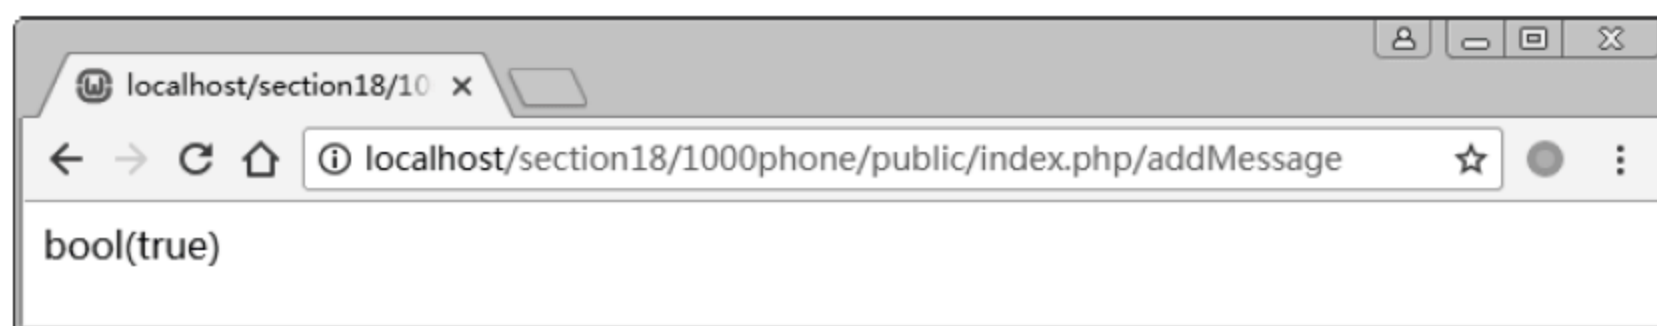 localhost/section18/10
localhost/section18/1000phone/public/index.php/addMessage
bool(true)